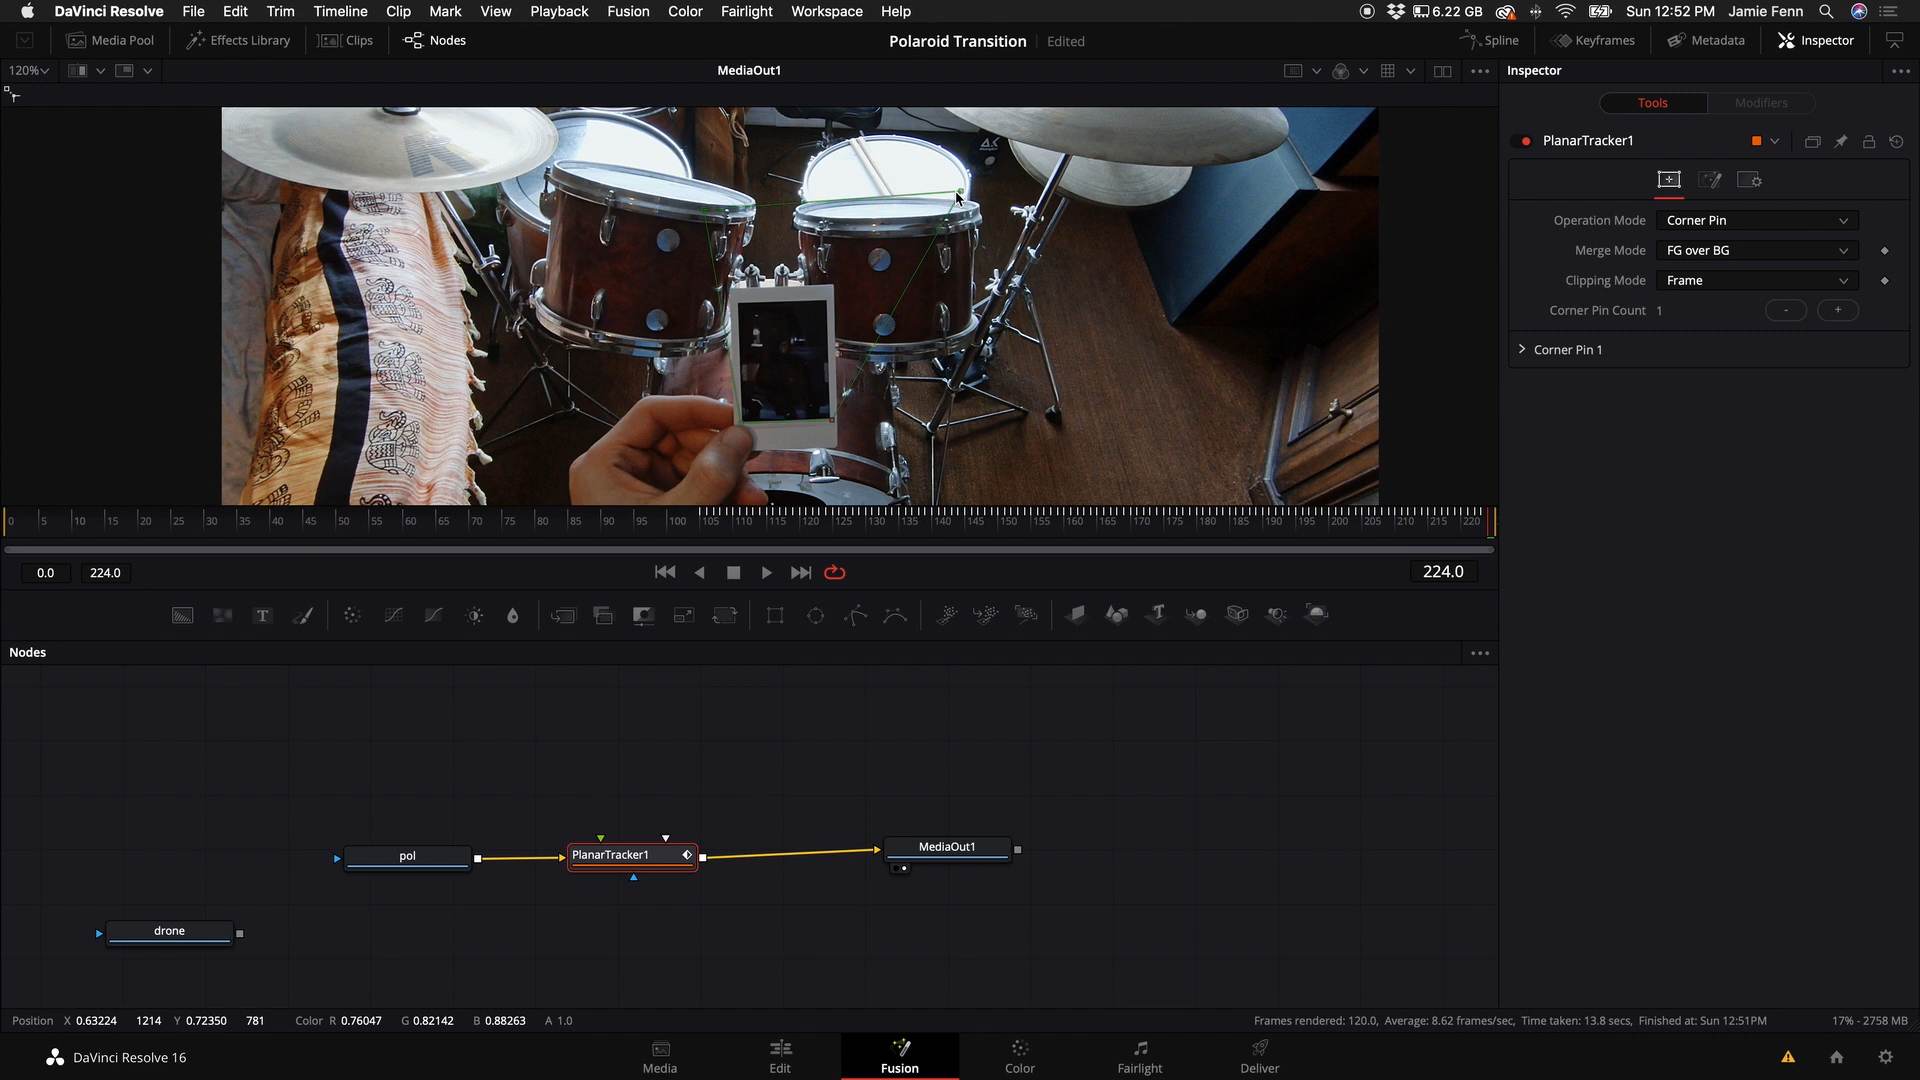 DaVinci Resolve File Edit Trim Timeline Clip Mark View Playback Fusion Color Fairlight Workspace Help 6.22 GB Sun 12:52 PM Jamie Fenn
Media Pool Effects Library Clips Nodes Polaroid Transition Edited Spline Keyframes Metadata Inspector
120% MediaOut1 Inspector
Tools Modifiers
PlanarTracker1
Operation Mode Corner Pin
Merge Mode FG over BG
Clipping Mode Frame
Corner Pin Count 1 - +
Corner Pin 1
0 5 10 15 20 25 30 35 40 45 50 55 60 65 70 75 80 85 90 95 100 105 110 115 120 125 130 135 140 145 150 155 160 165 170 175 180 185 190 195 200 205 210 215 220
0.0 224.0 224.0
T
Nodes
pol PlanarTracker1 MediaOut1
drone
Position X 0.63224 1214 Y 0.72350 781 Color R 0.76047 G 0.82142 B 0.88263 A 1.0 Frames rendered: 120.0, Average: 8.62 frames/sec, Time taken: 13.8 secs, Finished at: Sun 12:51PM 17% - 2758 MB
DaVinci Resolve 16 Media Edit Fusion Color Fairlight Deliver